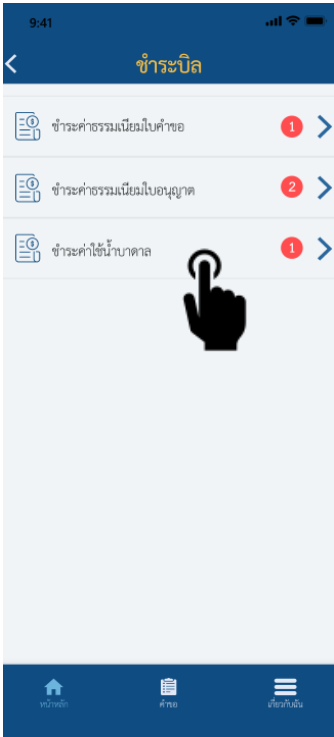 9:41
ชำระบิล
ชำระค่าธรรมเนียมใบคำขอ
1
ชำระค่าธรรมเนียมใบอนุญาต
2
ชำระค่าใช้น้ำบาดาล
1
หน้าหลัก
คำขอ
เกี่ยวกับฉัน